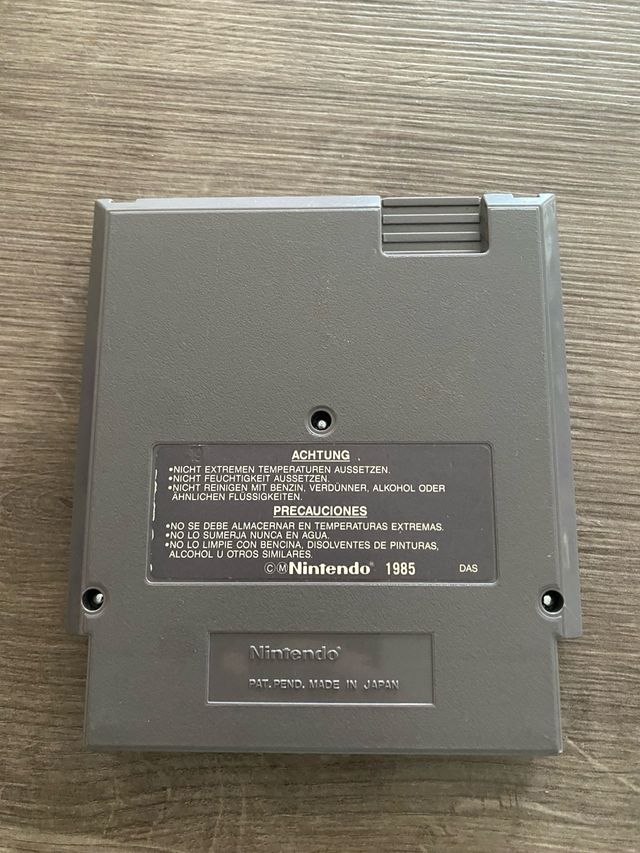 ACHTUNG
•NICHT EXTREMEN TEMPERATUREN AUSSETZEN.
•NICHT FEUCHTIGKEIT AUSSETZEN.
•NICHT REINIGEN MIT BENZIN, VERDÜNNER, ALKOHOL ODER
ÄHNLICHEN FLÜSSIGKEITEN.
PRECAUCIONES
•NO SE DEBE ALMACERNAR EN TEMPERATURAS EXTREMAS.
•NO LO SUMERJA NUNCA EN AGUA.
•NO LO LIMPIE CON BENCINA, DISOLVENTES DE PINTURAS,
ALCOHOL U OTROS SIMILARES.
ⒸⓂNintendo® 1985 DAS
Nintendo®
PAT. PEND. MADE IN JAPAN